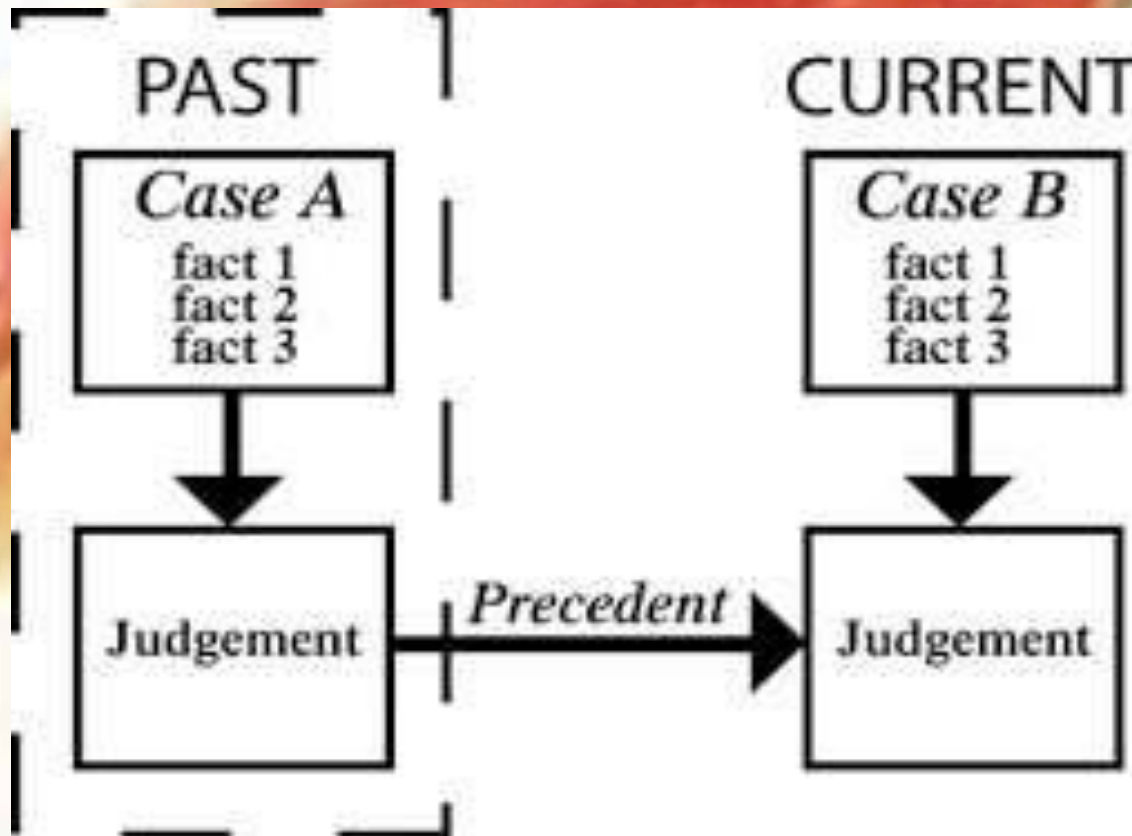 PAST
Case A
fact 1
fact 2
fact 3
Judgement
Precedent
CURRENT
Case B
fact 1
fact 2
fact 3
Judgement